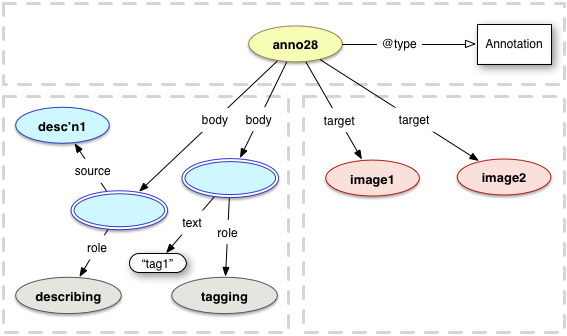 anno28
@type
Annotation
body
body
target
target
desc'n1
source
image1
image2
text
role
role
"tag1"
describing
tagging